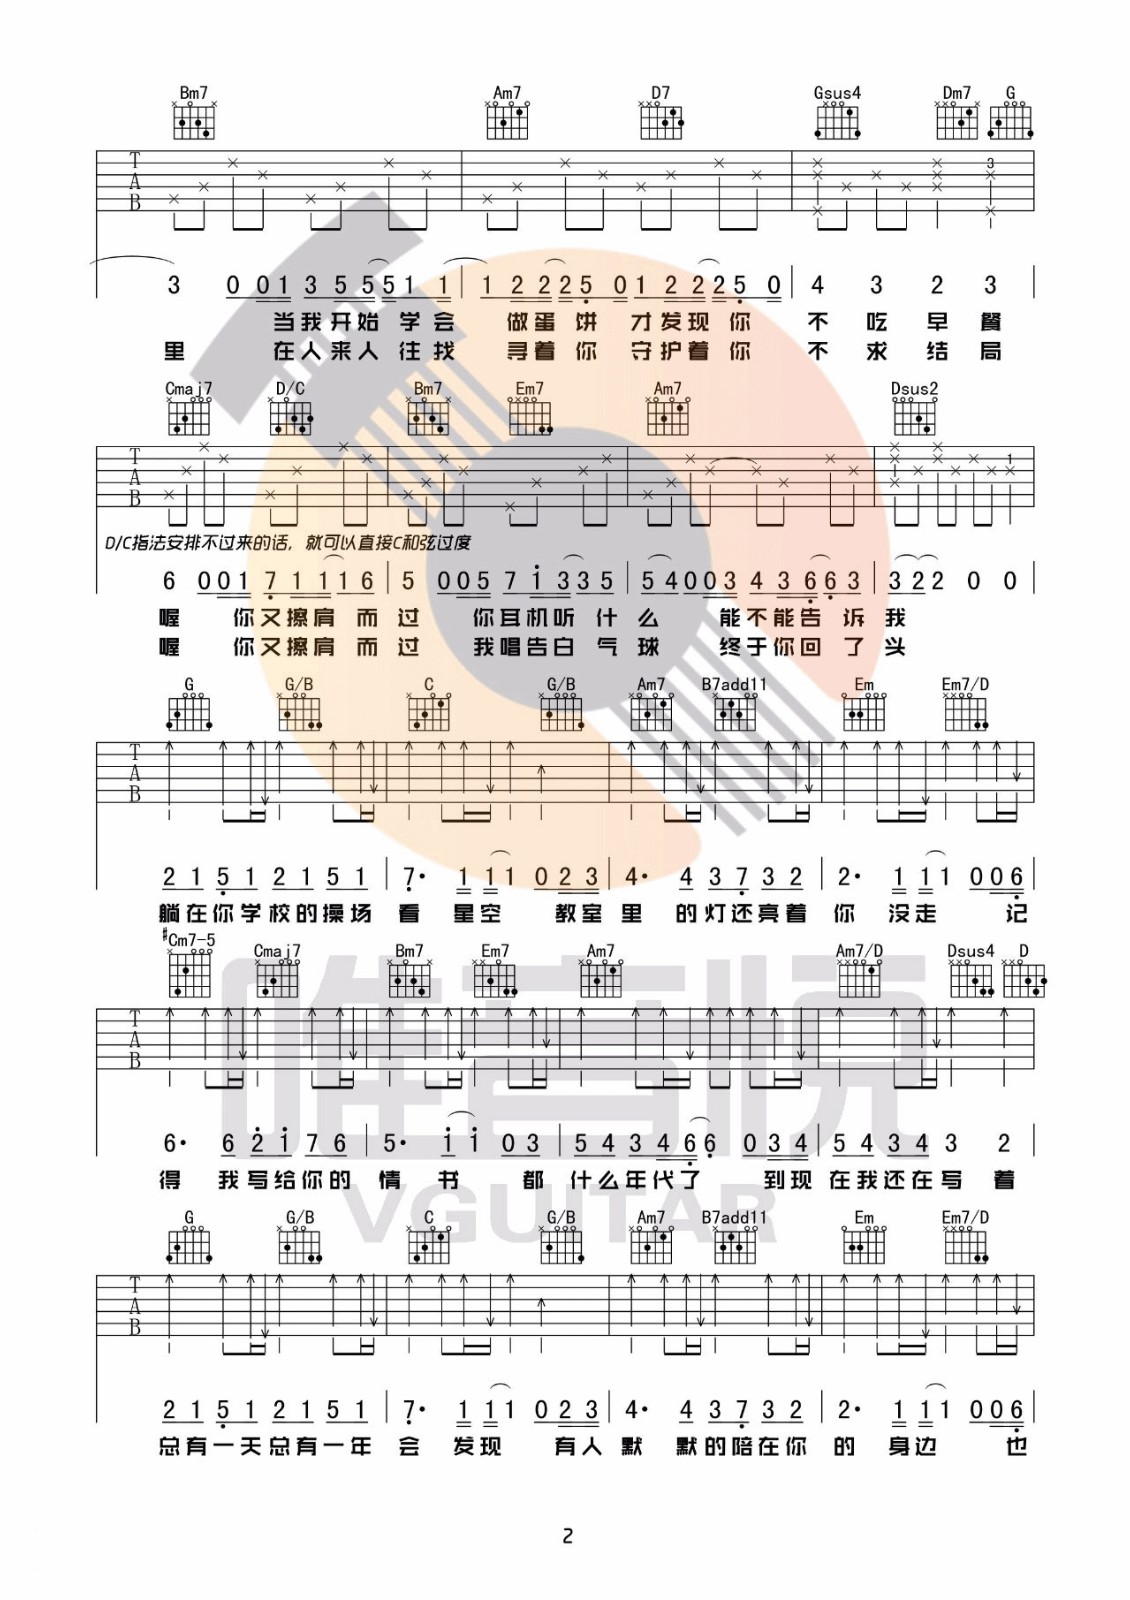 Bm7 Am7 D7 Gsus4 Dm7 G
T A B 3
3 0 0 0 1 3 5 5 5 5 1 1 1 2 2 2 5 0 1 2 2 2 5 0 4 3 2 3
当我开始 学会 做蛋 饼 才发现 你 不 吃 早 餐
里 在人来人 往找 寻着 你 守护着 你 不 求 结 局
Cmaj7 D/C Bm7 Em7 Am7 Dsus2
T A B 1
D/C指法安排不过来的话，就可以直接C和弦过度
6 0 0 0 1 7 1 1 1 1 6 5 0 0 0 5 7 1 3 3 3 5 5 4 0 0 0 3 4 4 3 6 6 3 3 2 2 0 0
喔 你又擦肩 而 过 你耳机听 什 么 能不能告 诉 我
喔 你又擦肩 而 过 我唱告白 气 球 终于你回 了 头
G G/B C G/B Am7 B7add11 Em Em7/D
T A B
2 1 5 1 2 1 5 1 7· 1 1 1 1 0 2 3 4· 4 3 7 3 2 2· 1 1 1 1 0 0 6
躺在你学校的操场 看 星空 教室 里 的灯还亮着 你 没走 记
#Cm7-5 Cmaj7 Bm7 Em7 Am7 Am7/D Dsus4 D
T A B
6· 6 2 1 7 6 5· 1 1 0 3 5 4 3 4 6 6 0 3 4 5 4 3 4 3 2
得 我写给你的 情 书 都 什么年代了 到现 在我还在 写 着
G G/B C G/B Am7 B7add11 Em Em7/D
T A B
2 1 5 1 2 1 5 1 7· 1 1 1 1 0 2 3 4· 4 3 7 3 2 2· 1 1 1 1 0 0 6
总有一天总有一年 会 发现 有人 默 默的陪在你 的 身边 也
唯音悦
VGUITAR
2